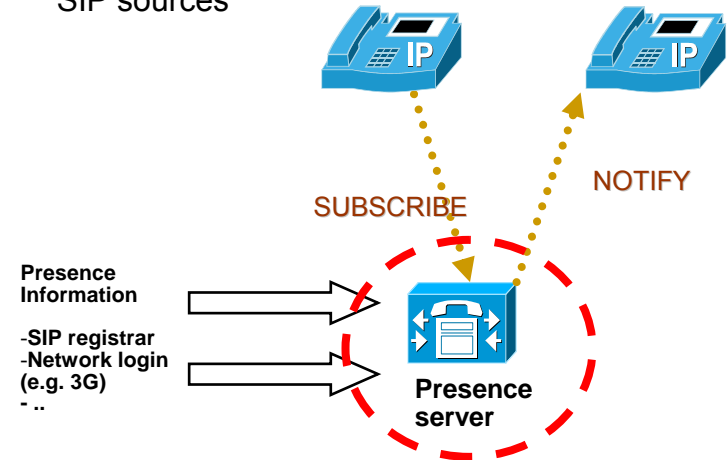 SIP sources
IP
IP
SUBSCRIBE
NOTIFY
Presence
Information
-SIP registrar
-Network login
(e.g. 3G)
- ..
Presence
server